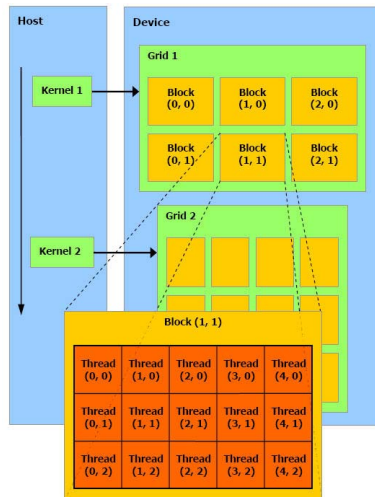 Host
Device
Grid 1
Kernel 1
Block
(0, 0)
Block
(1, 0)
Block
(2, 0)
Block
(0, 1)
Block
(1, 1)
Block
(2, 1)
Grid 2
Kernel 2
Block (1, 1)
Thread
(0, 0)
Thread
(1, 0)
Thread
(2, 0)
Thread
(3, 0)
Thread
(4, 0)
Thread
(0, 1)
Thread
(1, 1)
Thread
(2, 1)
Thread
(3, 1)
Thread
(4, 1)
Thread
(0, 2)
Thread
(1, 2)
Thread
(2, 2)
Thread
(3, 2)
Thread
(4, 2)